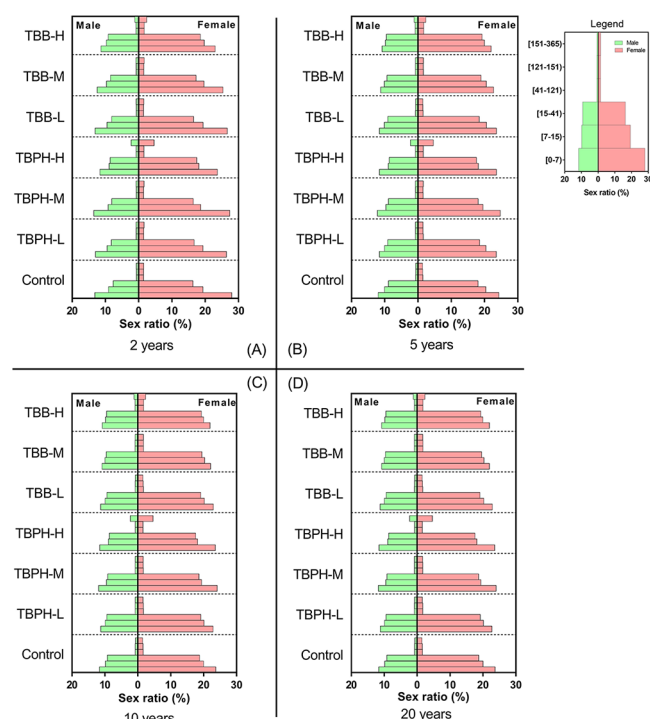 Male Female
TBB-H
TBB-M
TBB-L
TBPH-H
TBPH-M
TBPH-L
Control
20 10 0 10 20 30
Sex ratio (%)
2 years
(A)
Male Female
TBB-H
TBB-M
TBB-L
TBPH-H
TBPH-M
TBPH-L
Control
20 10 0 10 20 30
Sex ratio (%)
(B)
5 years
Legend
[151-365)
[121-151)
[41-121)
[15-41)
[7-15)
[0-7)
Male
Female
20 10 0 10 20 30
Sex ratio (%)
(C)
Male Female
TBB-H
TBB-M
TBB-L
TBPH-H
TBPH-M
TBPH-L
Control
20 10 0 10 20 30
Sex ratio (%)
10 years
(D)
Male Female
TBB-H
TBB-M
TBB-L
TBPH-H
TBPH-M
TBPH-L
Control
20 10 0 10 20 30
Sex ratio (%)
20 years